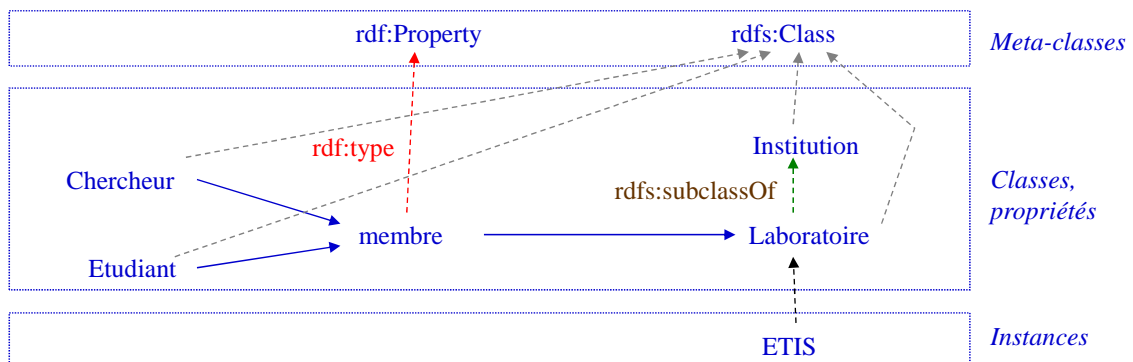 rdf:Property
rdfs:Class
Meta-classes
rdf:type
Institution
Chercheur
rdfs:subclassOf
Classes,
propriétés
membre
Laboratoire
Etudiant
Instances
ETIS